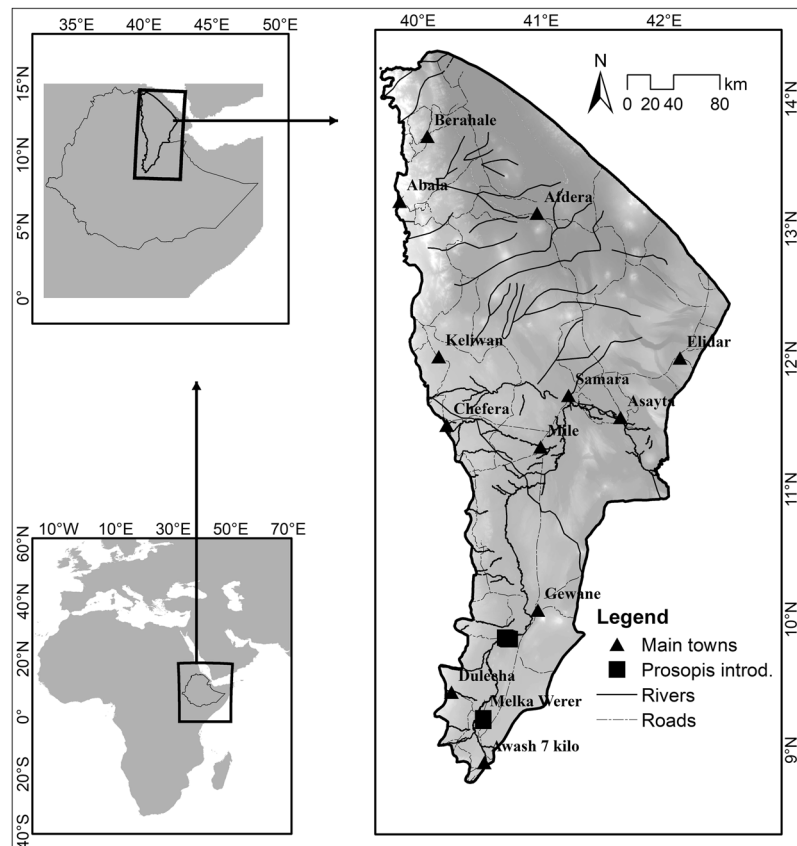 35°E 40°E 45°E 50°E
15°N
10°N
5°N
0°
10°W 10°E 30°E 50°E 70°E
60°N
40°N
20°N
0°
20°S
40°S
40°E 41°E 42°E
14°N
13°N
12°N
11°N
10°N
9°N
N
km
0 20 40 80
Berahale
Abala
Afdera
Keliwan
Elidar
Samara
Chefera
Asayta
Mile
Gewane
Dulecha
Melka Werer
Awash 7 kilo
Legend
Main towns
Prosopis introd.
Rivers
Roads